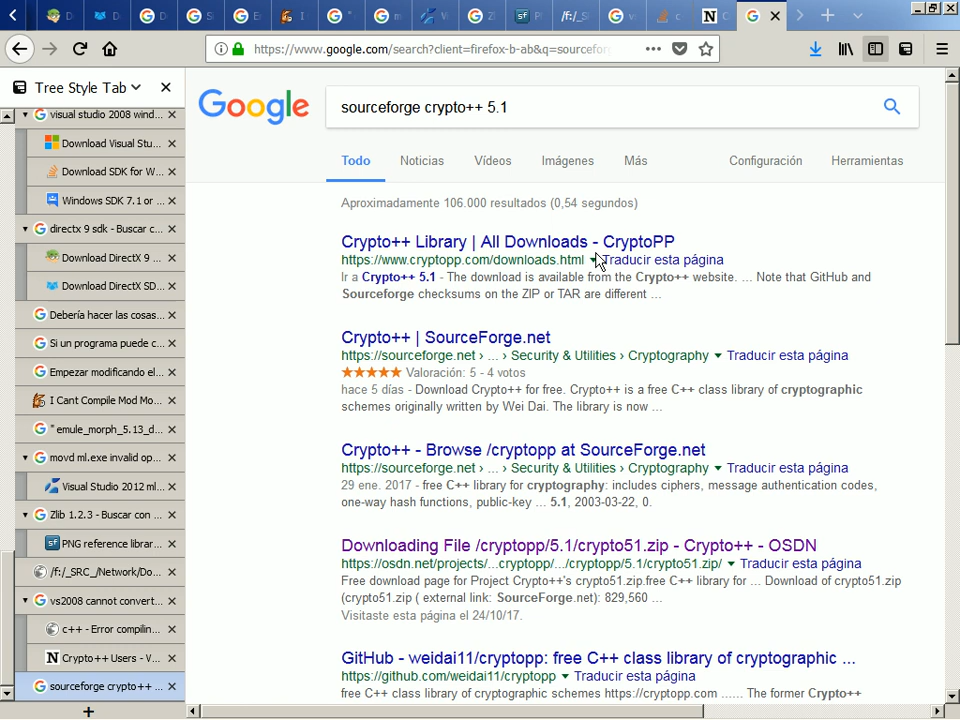 https://www.google.com/search?client=firefox-b-ab&q=sourcefor
Tree Style Tab
visual studio 2008 wind...
Download Visual Stu...
Download SDK for W...
Windows SDK 7.1 or ...
directx 9 sdk - Buscar c...
Download DirectX 9 ...
Download DirectX SD...
Debería hacer las cosas...
Si un programa puede c...
Empezar modificando el...
I Cant Compile Mod Mo...
* emule_morph_5.13_d...
movd ml.exe invalid op...
Visual Studio 2012 ml...
Zlib 1.2.3 - Buscar con ...
PNG reference librar...
/f:/_SRC_/Network/Do...
vs2008 cannot convert...
c++ - Error compilin...
Crypto++ Users - V...
sourceforge crypto++ ...
Google
sourceforge crypto++ 5.1
Todo Noticias Vídeos Imágenes Más Configuración Herramientas
Aproximadamente 106.000 resultados (0,54 segundos)
Crypto++ Library | All Downloads - CryptoPP
https://www.cryptopp.com/downloads.html Traducir esta página
Ir a Crypto++ 5.1 - The download is available from the Crypto++ website. ... Note that GitHub and
Sourceforge checksums on the ZIP or TAR are different ...
Crypto++ | SourceForge.net
https://sourceforge.net › ... › Security & Utilities › Cryptography Traducir esta página
Valoración: 5 - 4 votos
hace 5 días - Download Crypto++ for free. Crypto++ is a free C++ class library of cryptographic
schemes originally written by Wei Dai. The library is now ...
Crypto++ - Browse /cryptopp at SourceForge.net
https://sourceforge.net › ... › Security & Utilities › Cryptography Traducir esta página
29 ene. 2017 - free C++ library for cryptography: includes ciphers, message authentication codes,
one-way hash functions, public-key ... 5.1, 2003-03-22, 0.
Downloading File /cryptopp/5.1/crypto51.zip - Crypto++ - OSDN
https://osdn.net/projects/...cryptopp/.../cryptopp/5.1/crypto51.zip/ Traducir esta página
Free download page for Project Crypto++'s crypto51.zip.free C++ library for ... Download of crypto51.zip
(crypto51.zip ( external link: SourceForge.net): 829,560 ...
Visitaste esta página el 24/10/17.
GitHub - weidai11/cryptopp: free C++ class library of cryptographic ...
https://github.com/weidai11/cryptopp Traducir esta página
free C++ class library of cryptographic schemes https://cryptopp.com ...... The former Crypto++